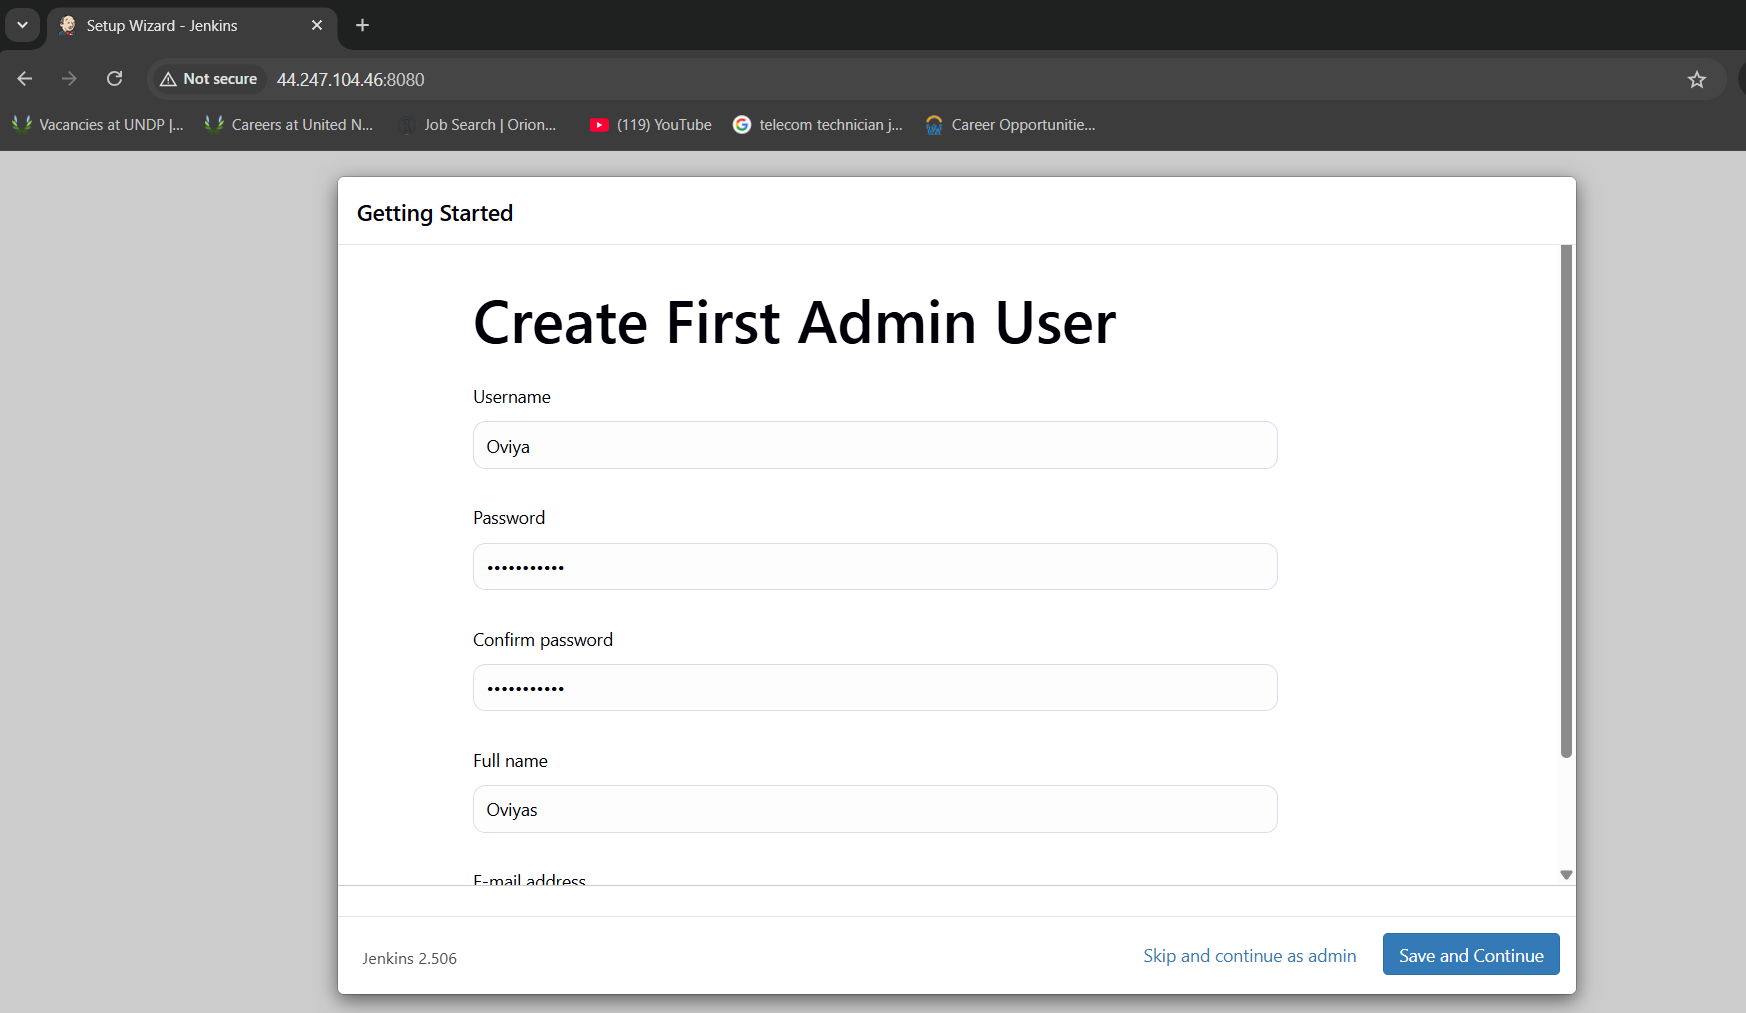 Setup Wizard - Jenkins
Not secure 44.247.104.46:8080
Vacancies at UNDP |... Careers at United N... Job Search | Orion... (119) YouTube telecom technician j... Career Opportunitie...
Getting Started
Create First Admin User
Username
Oviya
Password
•••••••••••
Confirm password
•••••••••••
Full name
Oviyas
E-mail address
Jenkins 2.506 Skip and continue as admin Save and Continue